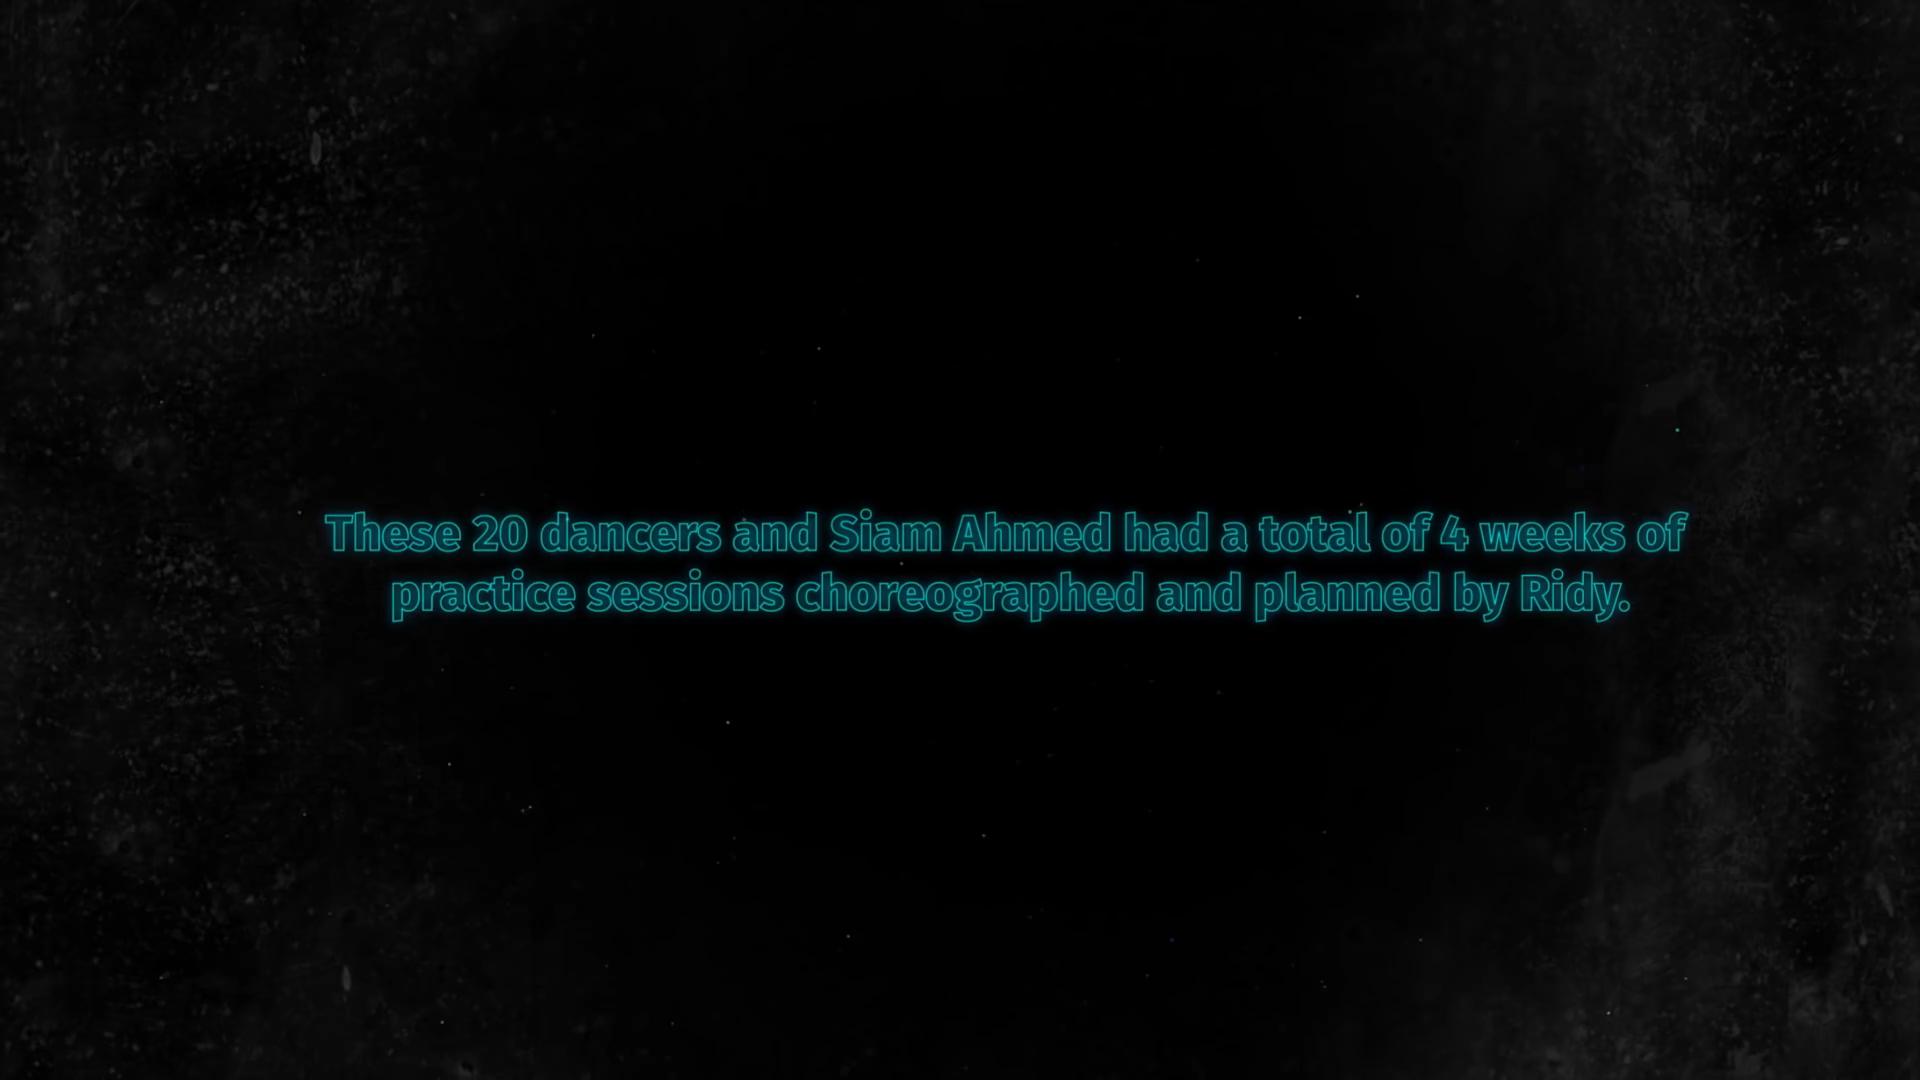 These 20 dancers and Siam Ahmed had a total of 4 weeks of
practice sessions choreographed and planned by Ridy.